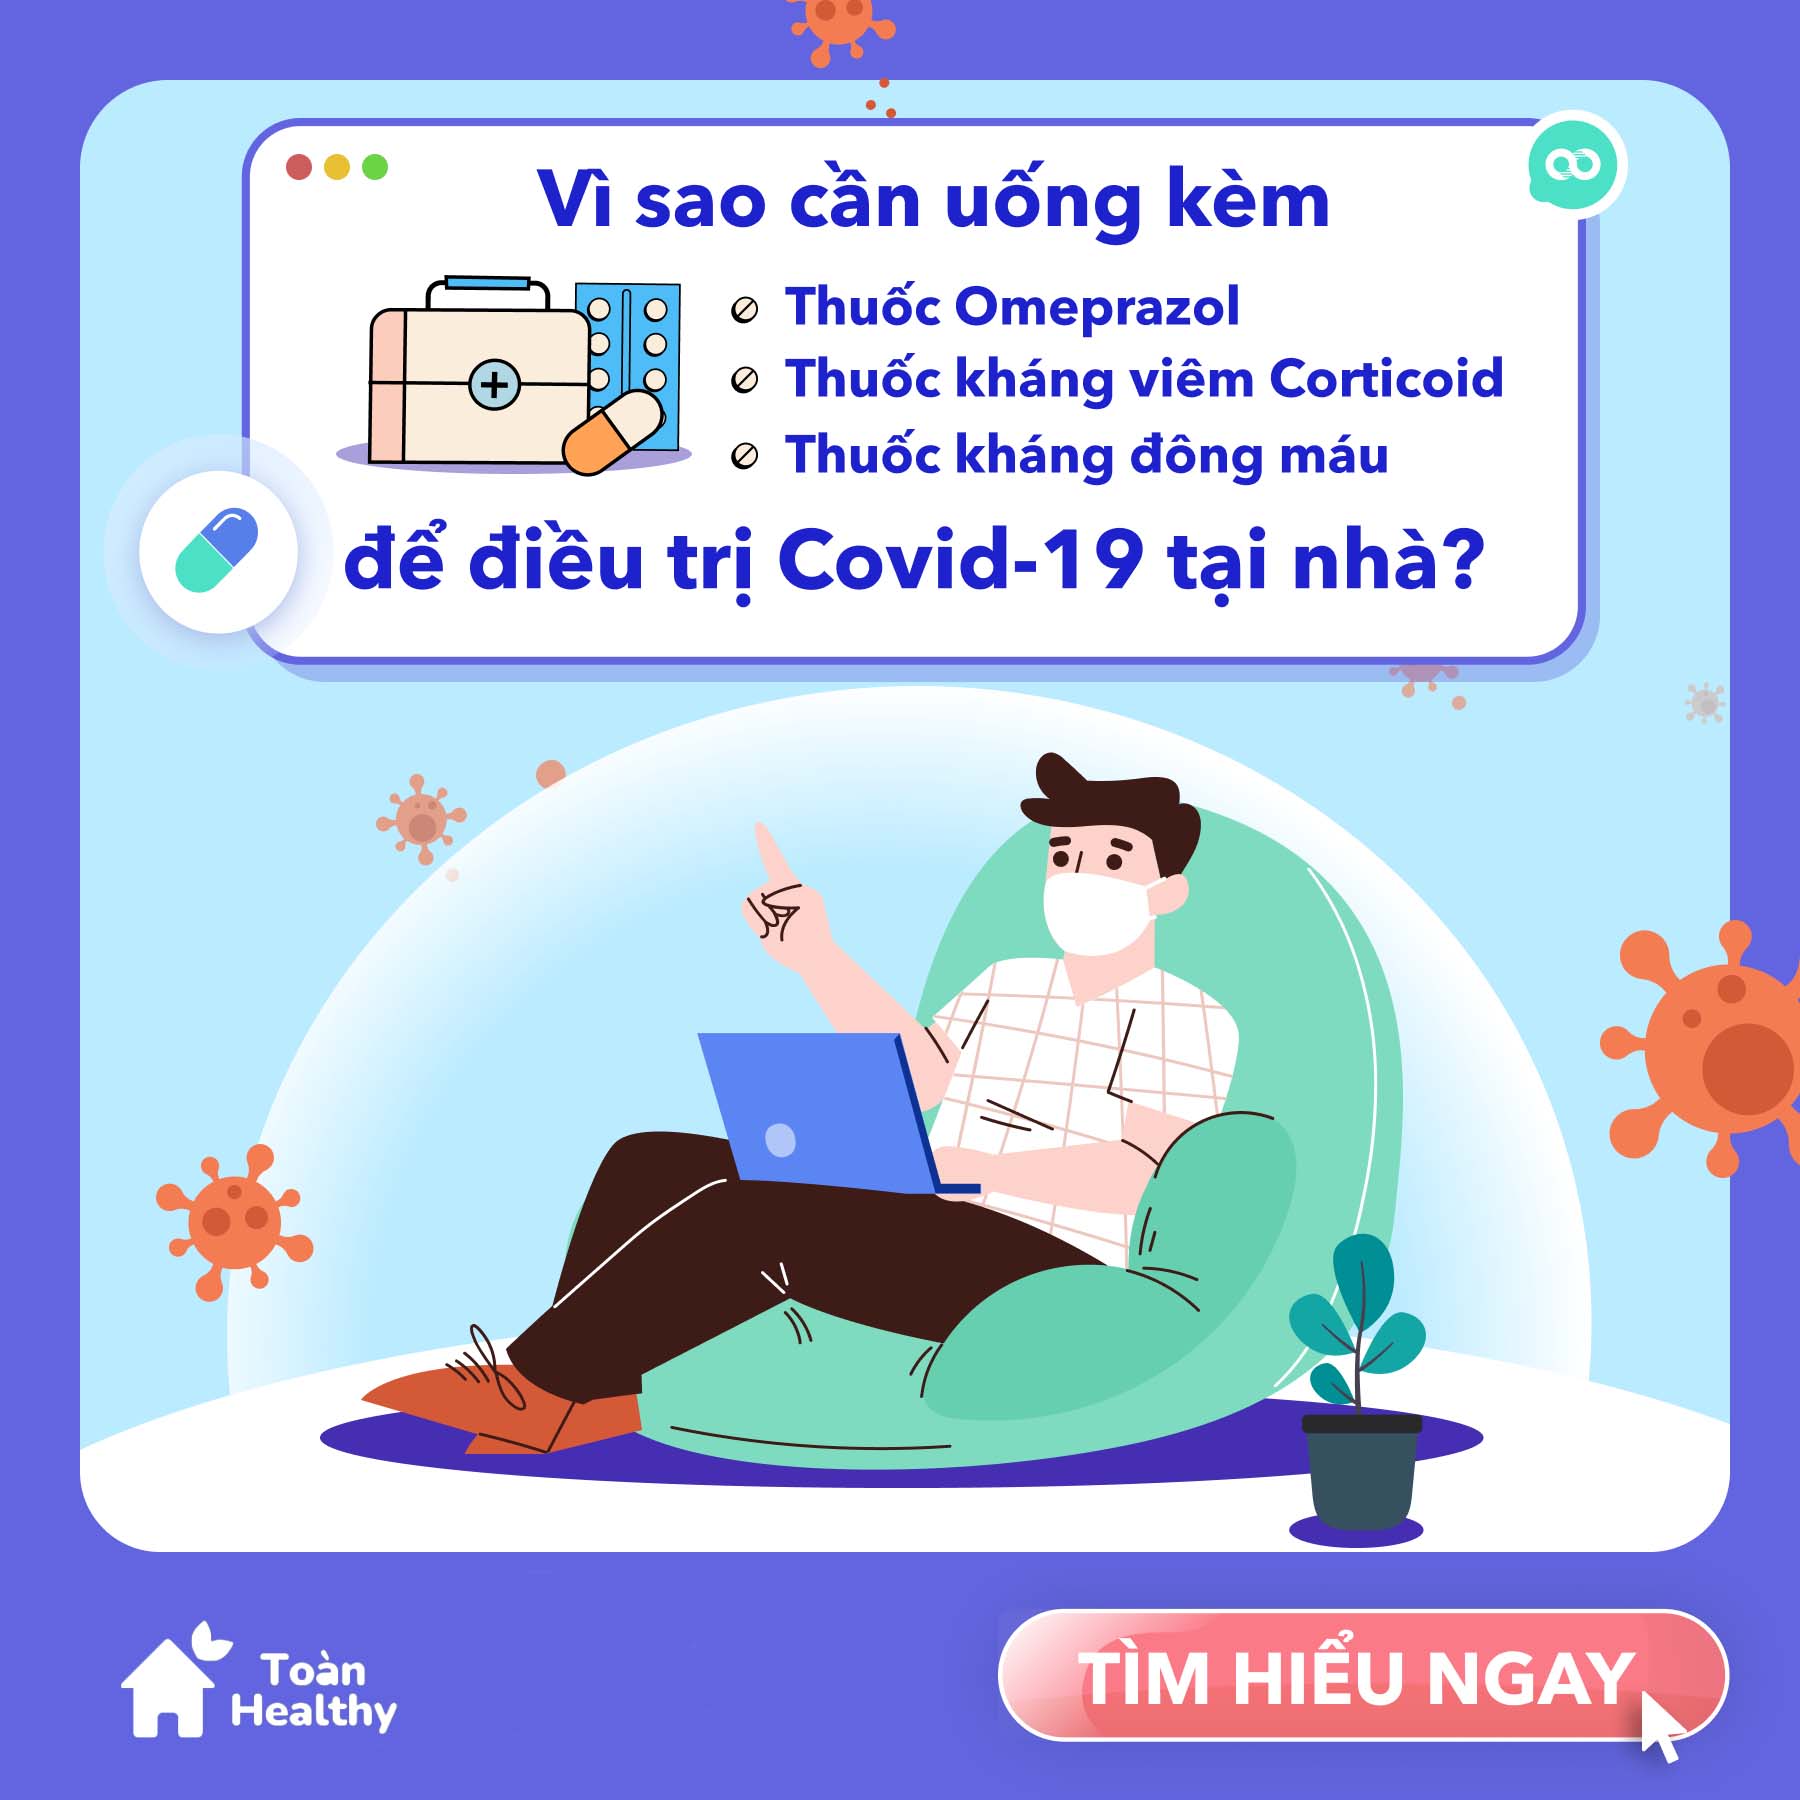 Vì sao cần uống kèm
Thuốc Omeprazol
Thuốc kháng viêm Corticoid
Thuốc kháng đông máu
để điều trị Covid-19 tại nhà?
Toàn
Healthy
TÌM HIỂU NGAY